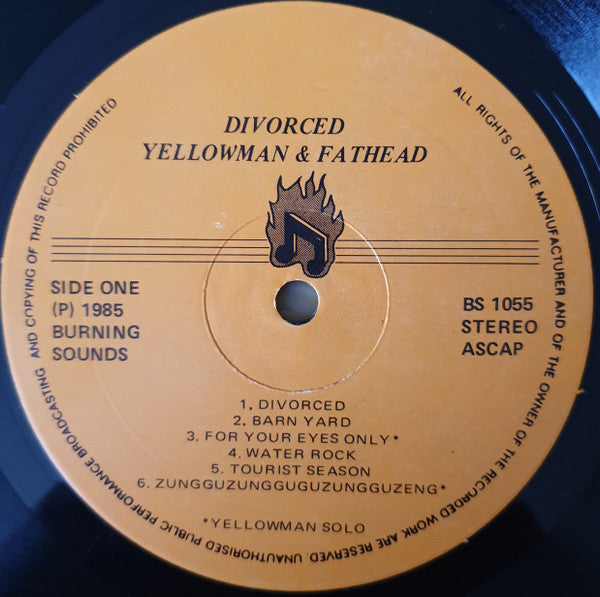 DIVORCED
YELLOWMAN & FATHEAD
SIDE ONE
(P) 1985
BURNING
SOUNDS
BS 1055
STEREO
ASCAP
1. DIVORCED
2. BARN YARD
3. FOR YOUR EYES ONLY*
4. WATER ROCK
5. TOURIST SEASON
6. ZUNGGUZUNGGUGUZUNGGUZENG*
*YELLOWMAN SOLO
ALL RIGHTS OF THE MANUFACTURER AND OF THE OWNER OF THE RECORDED WORK ARE RESERVED. UNAUTHORISED PUBLIC PERFORMANCE BROADCASTING AND COPYING OF THIS RECORD PROHIBITED